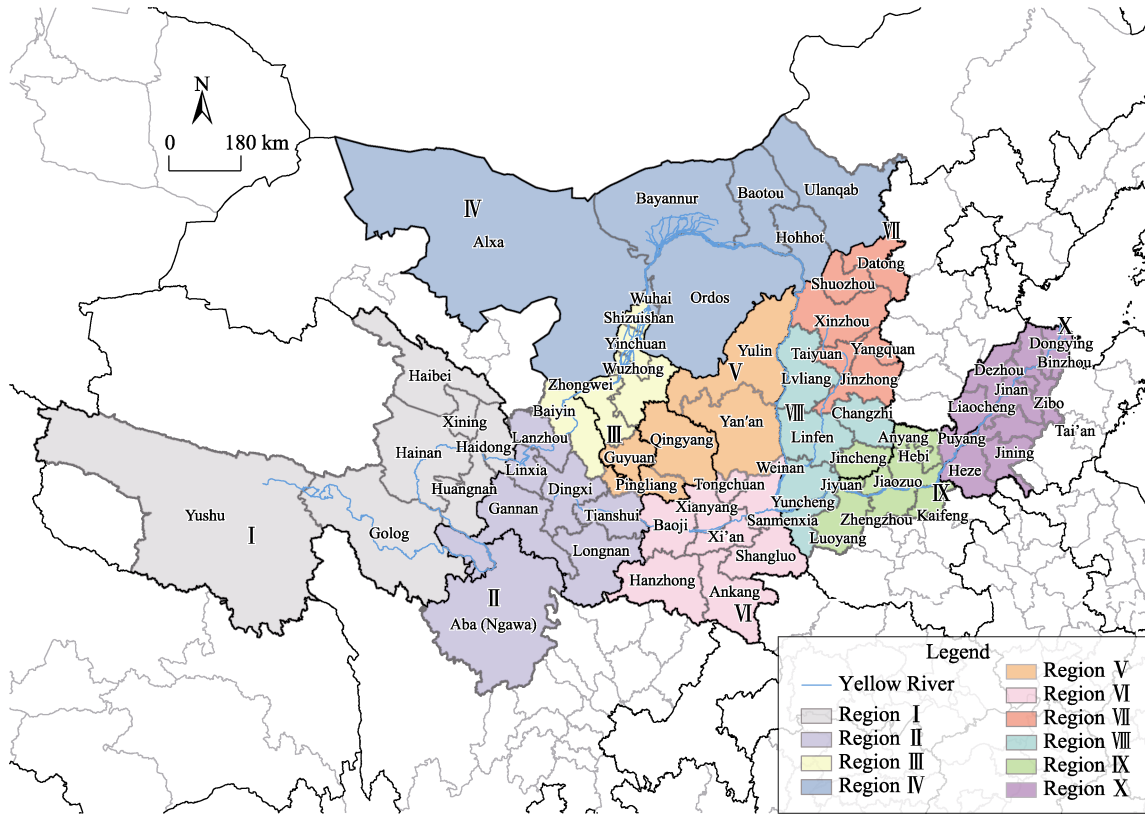 N
0 180 km
Ⅳ
Alxa
Bayannur
Baotou
Ulanqab
Hohhot
Ordos
Wuhai
Shizuishan
Yinchuan
Wuzhong
Zhongwei
Baiyin
Ⅲ
Guyuan
Qingyang
Pingliang
Yulin
Ⅴ
Yan'an
Ⅶ
Datong
Shuozhou
Xinzhou
Yangquan
Jinzhong
Taiyuan
Lvliang
Ⅷ
Changzhi
Linfen
Yuncheng
Sanmenxia
Haibei
Xining
Haidong
Hainan
Huangnan
Yushu
Ⅰ
Golog
Lanzhou
Linxia
Gannan
Dingxi
Tianshui
Longnan
Ⅱ
Aba (Ngawa)
Weinan
Tongchuan
Xianyang
Baoji
Xi'an
Shangluo
Hanzhong
Ankang
Ⅵ
Anyang
Hebi
Jincheng
Jiyuan
Jiaozuo
Ⅸ
Zhengzhou
Kaifeng
Luoyang
Puyang
Ⅹ
Dongying
Binzhou
Dezhou
Jinan
Zibo
Liaocheng
Tai'an
Jining
Heze
Legend
Yellow River
Region Ⅰ
Region Ⅱ
Region Ⅲ
Region Ⅳ
Region Ⅴ
Region Ⅵ
Region Ⅶ
Region Ⅷ
Region Ⅸ
Region Ⅹ